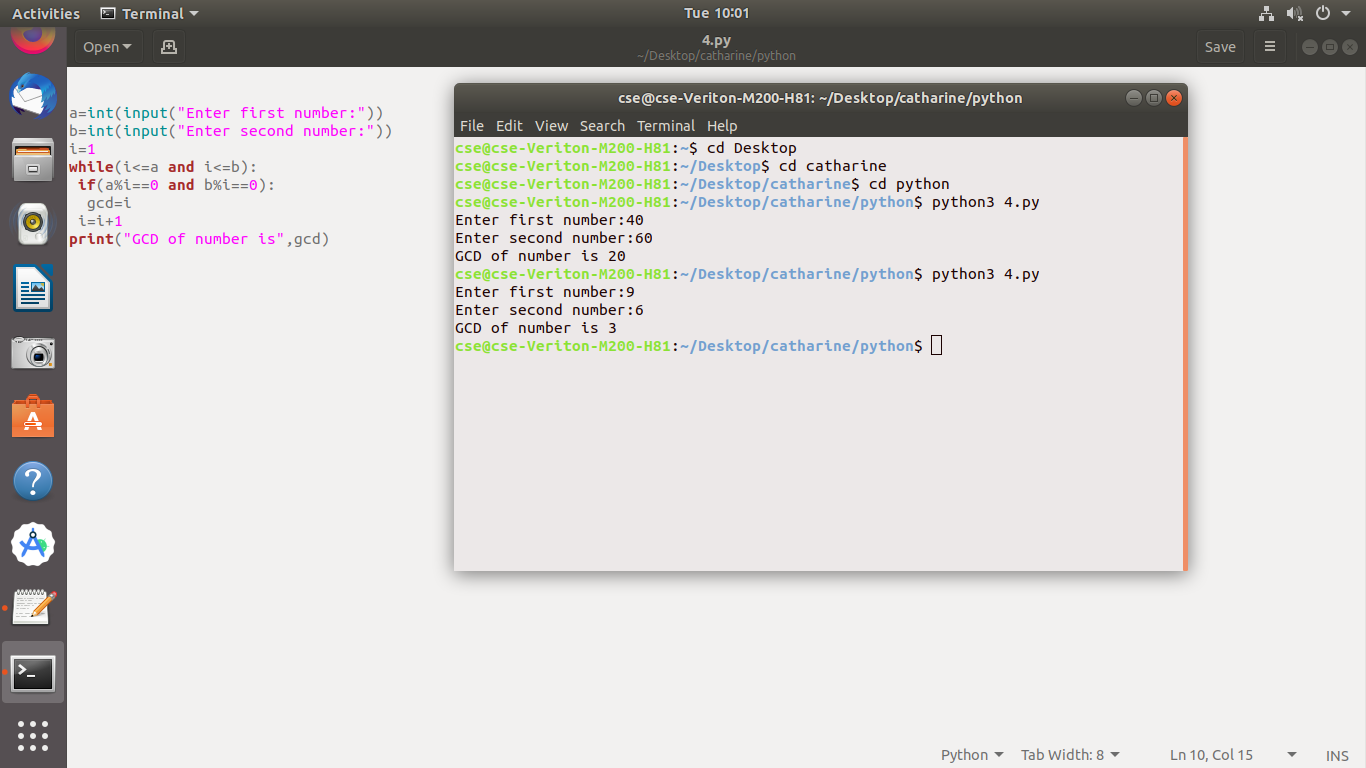 Activities Terminal Tue 10:01
Open 4.py Save
~/Desktop/catharine/python
a=int(input("Enter first number:"))
b=int(input("Enter second number:"))
i=1
while(i<=a and i<=b):
 if(a%i==0 and b%i==0):
  gcd=i
 i=i+1
print("GCD of number is",gcd)
cse@cse-Veriton-M200-H81: ~/Desktop/catharine/python
File Edit View Search Terminal Help
cse@cse-Veriton-M200-H81:~$ cd Desktop
cse@cse-Veriton-M200-H81:~/Desktop$ cd catharine
cse@cse-Veriton-M200-H81:~/Desktop/catharine$ cd python
cse@cse-Veriton-M200-H81:~/Desktop/catharine/python$ python3 4.py
Enter first number:40
Enter second number:60
GCD of number is 20
cse@cse-Veriton-M200-H81:~/Desktop/catharine/python$ python3 4.py
Enter first number:9
Enter second number:6
GCD of number is 3
cse@cse-Veriton-M200-H81:~/Desktop/catharine/python$
Python Tab Width: 8 Ln 10, Col 15 INS